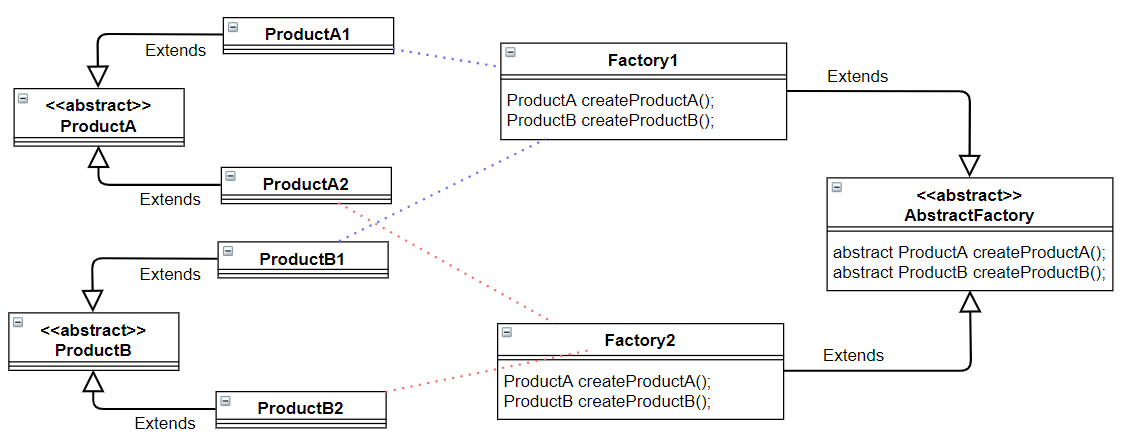 ProductA1
Extends
<<abstract>>
ProductA
ProductA2
Extends
ProductB1
Extends
<<abstract>>
ProductB
ProductB2
Extends
Factory1
ProductA createProductA();
ProductB createProductB();
Extends
<<abstract>>
AbstractFactory
abstract ProductA createProductA();
abstract ProductB createProductB();
Factory2
ProductA createProductA();
ProductB createProductB();
Extends